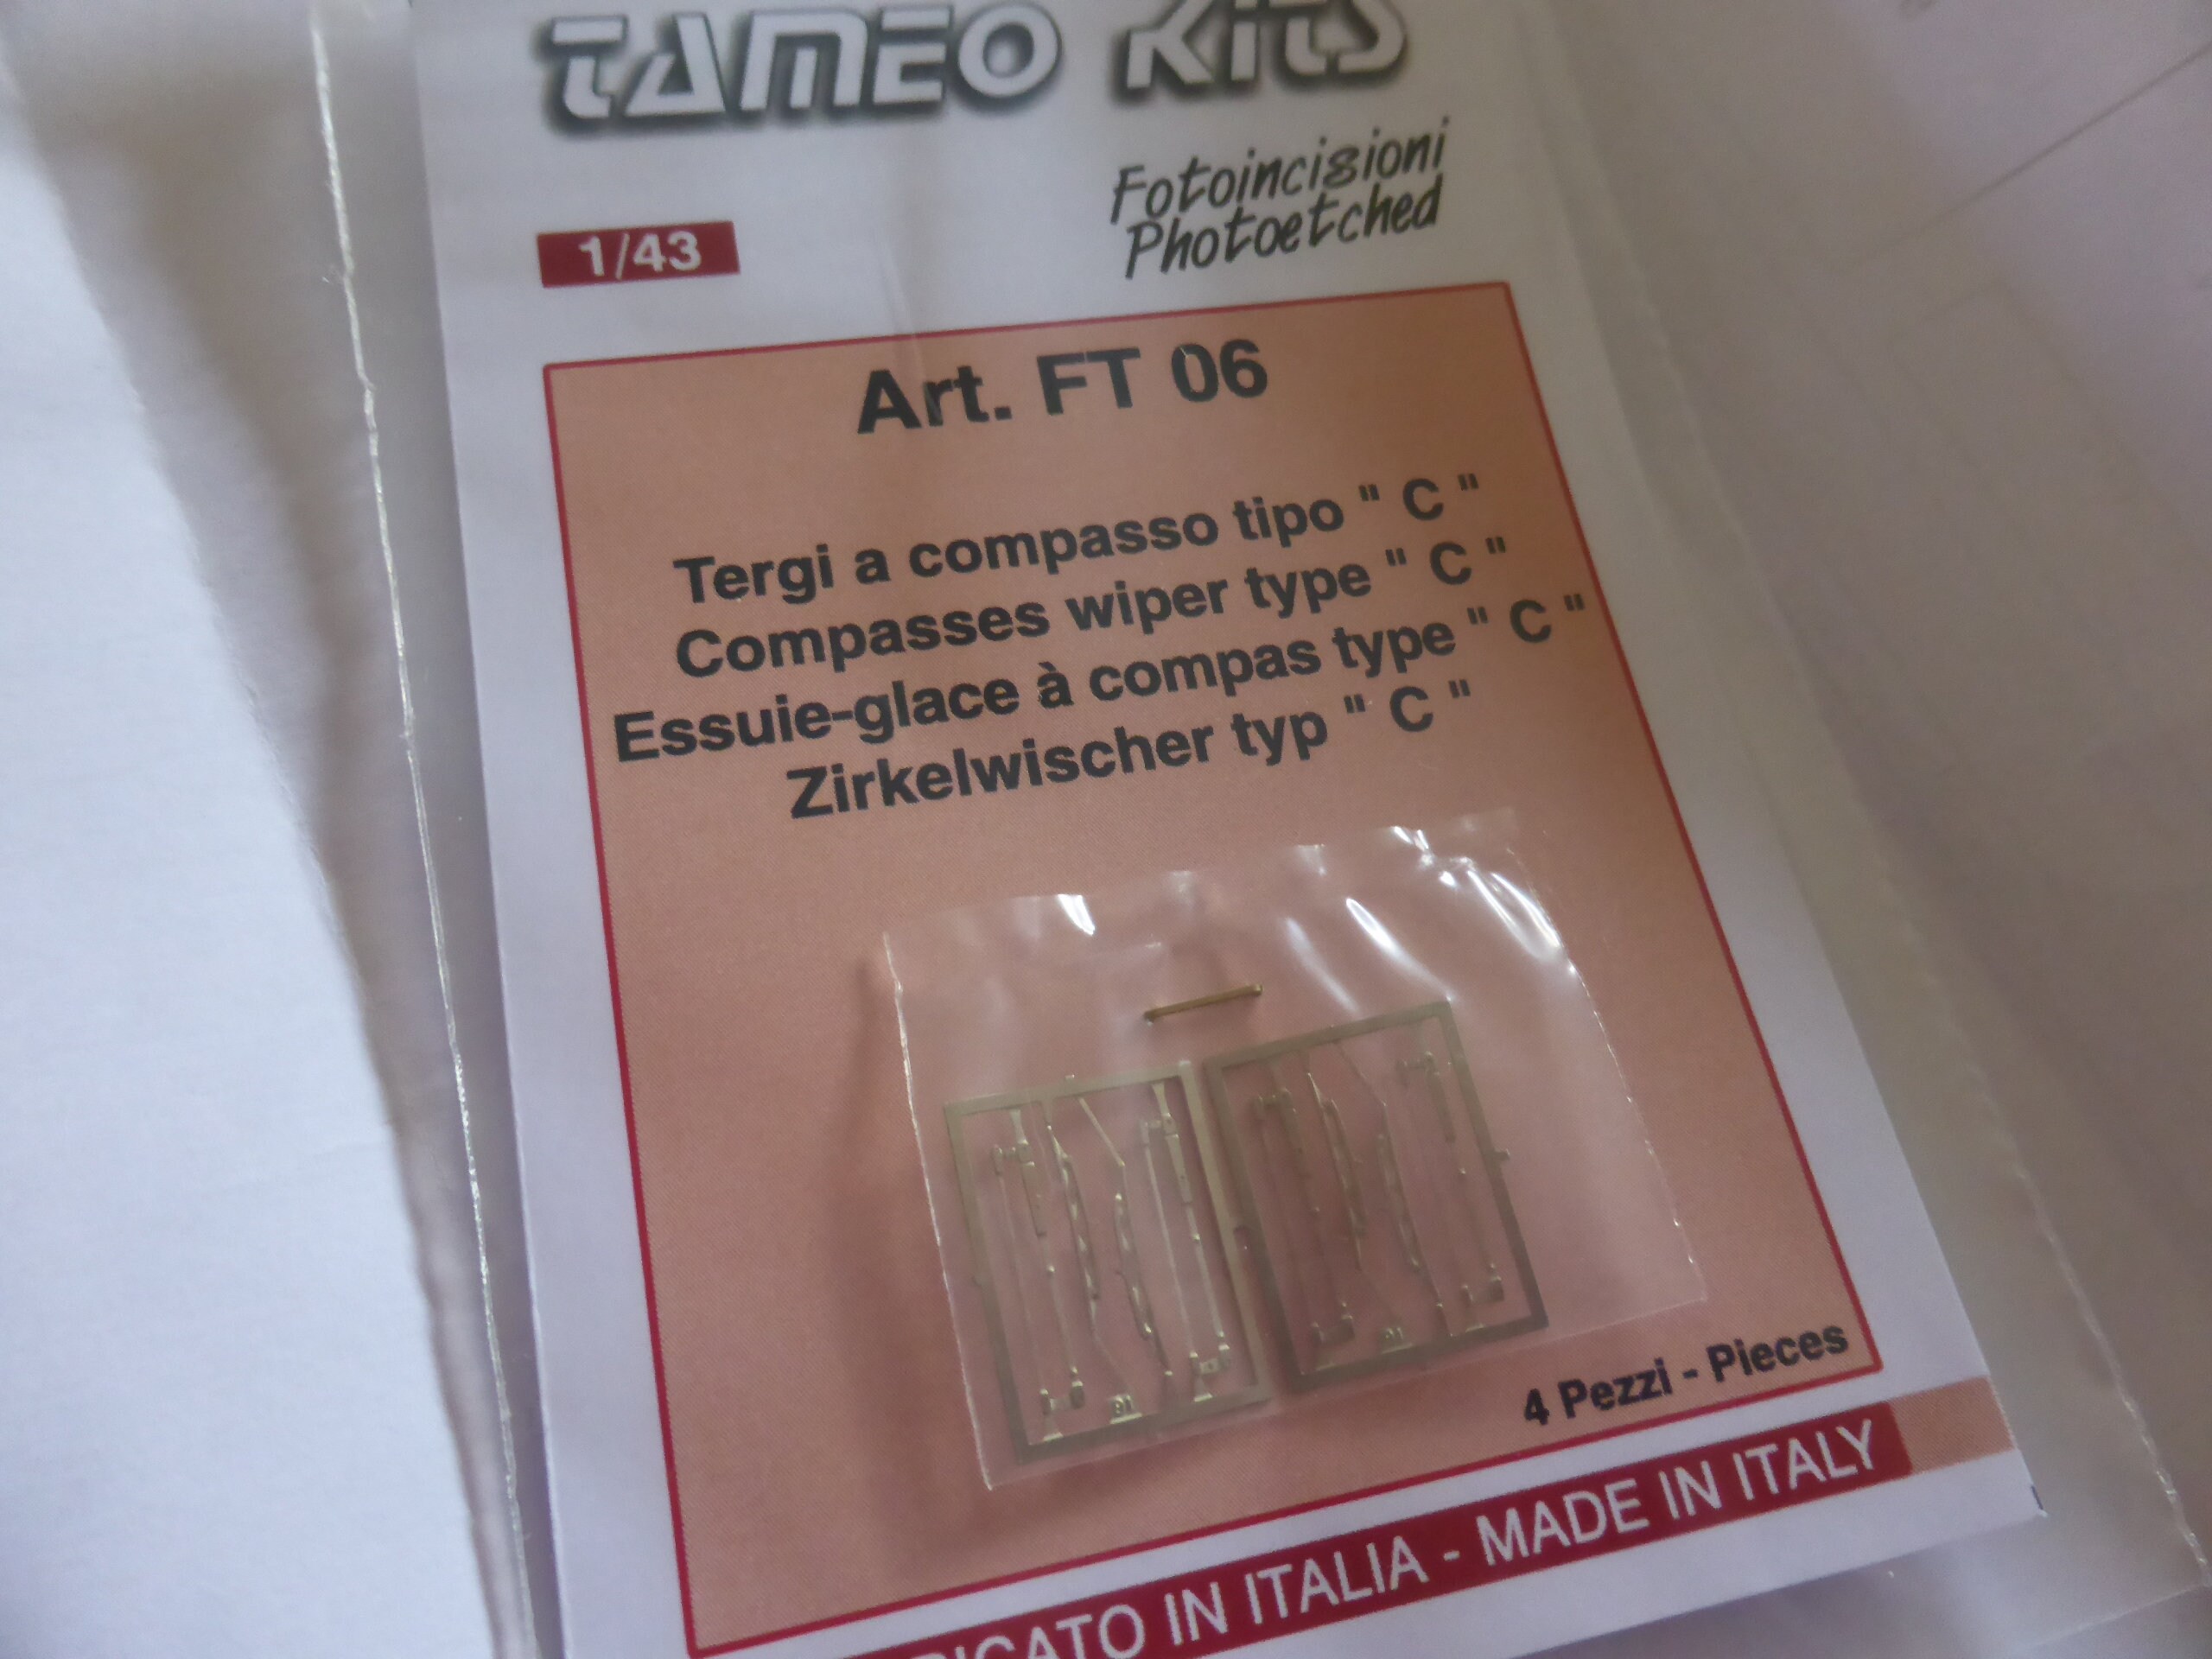 TAMEO KITS
Fotoincisioni
Photoetched
1/43
Art. FT 06
Tergi a compasso tipo " C "
Compasses wiper type " C "
Essuie-glace à compas type " C "
Zirkelwischer typ " C "
4 Pezzi - Pieces
IN ITALIA - MADE IN ITALY